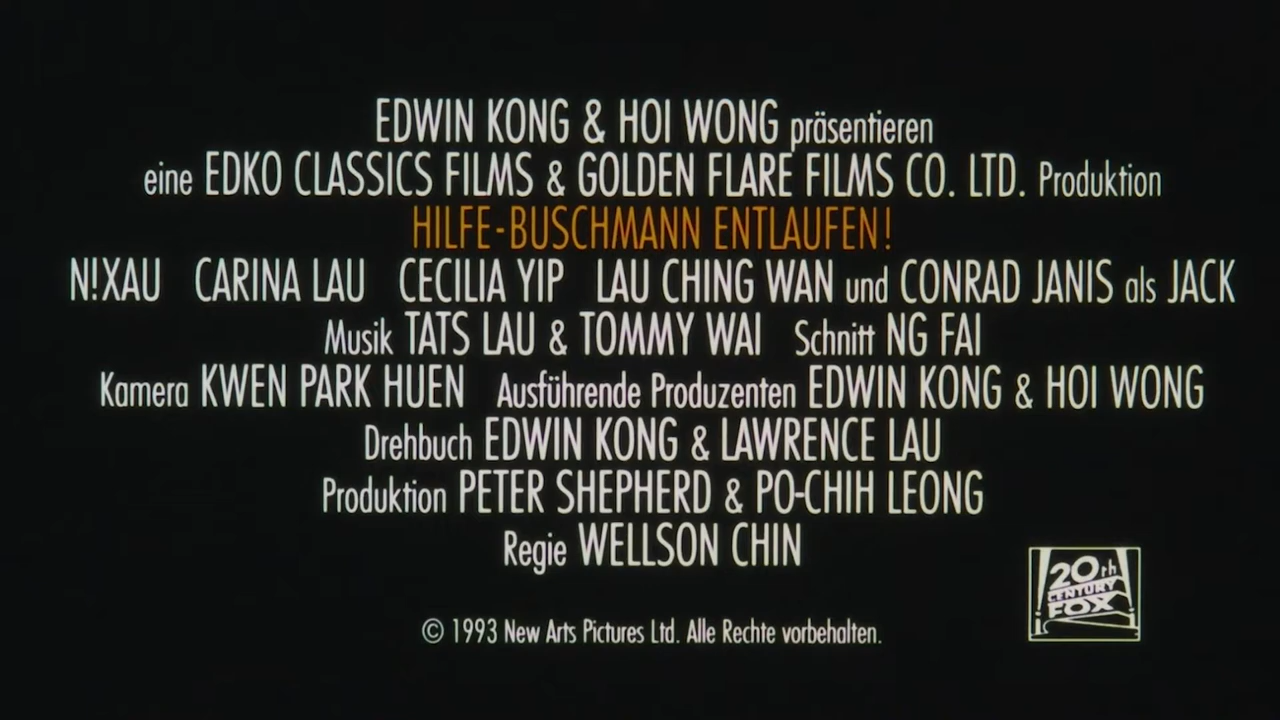 EDWIN KONG & HOI WONG präsentieren
eine EDKO CLASSICS FILMS & GOLDEN FLARE FILMS CO. LTD. Produktion
HILFE-BUSCHMANN ENTLAUFEN!
N!XAU CARINA LAU CECILIA YIP LAU CHING WAN und CONRAD JANIS als JACK
Musik TATS LAU & TOMMY WAI Schnitt NG FAI
Kamera KWEN PARK HUEN Ausführende Produzenten EDWIN KONG & HOI WONG
Drehbuch EDWIN KONG & LAWRENCE LAU
Produktion PETER SHEPHERD & PO-CHIH LEONG
Regie WELLSON CHIN
20th
CENTURY
FOX
© 1993 New Arts Pictures Ltd. Alle Rechte vorbehalten.